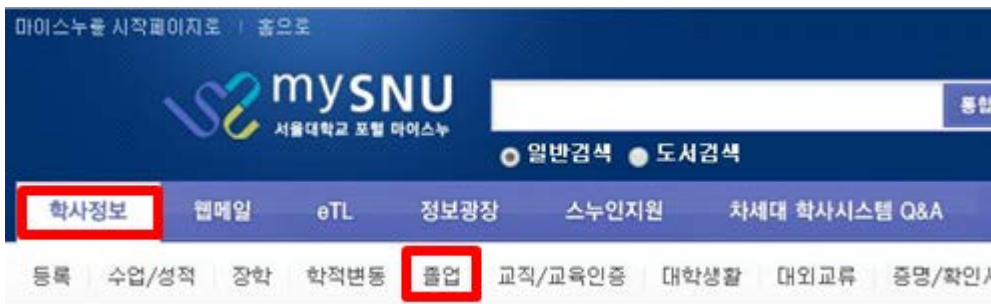 마이스누를 시작페이지로 | 홈으로
mySNU
서울대학교 포털 마이스누
통합
일반검색 도서검색
학사정보 웹메일 eTL 정보광장 스누인지원 차세대 학사시스템 Q&A
등록 수업/성적 장학 학적변동 졸업 교직/교육인증 대학생활 대외교류 증명/확인